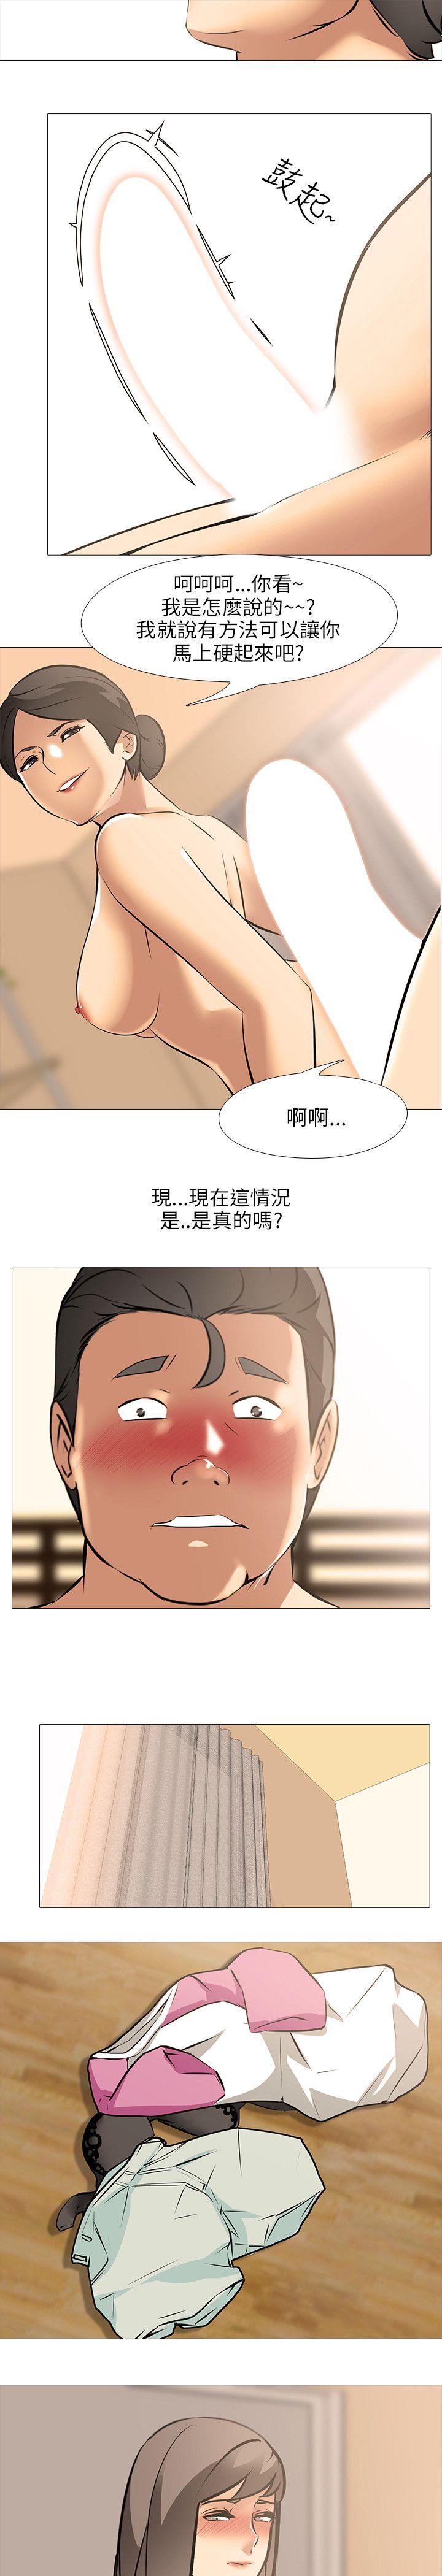 鼓起~
呵呵呵...你看~
我是怎麼說的~~?
我就說有方法可以讓你
馬上硬起來吧?
啊啊...
現...現在這情況
是..是真的嗎?